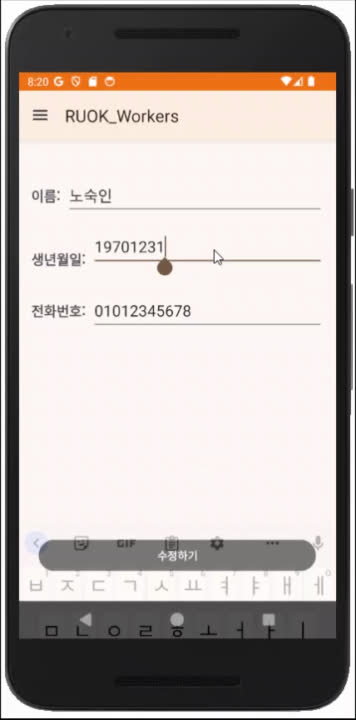 8:20
RUOK_Workers
이름: 노숙인
생년월일: 19701231
전화번호: 01012345678
GIF
수정하기
ㅂ ㅈ ㄷ ㄱ ㅅ ㅛ ㅕ ㅑ ㅐ ㅔ
ㅁ ㄴ ㅇ ㄹ ㅎ ㅗ ㅓ ㅏ ㅣ